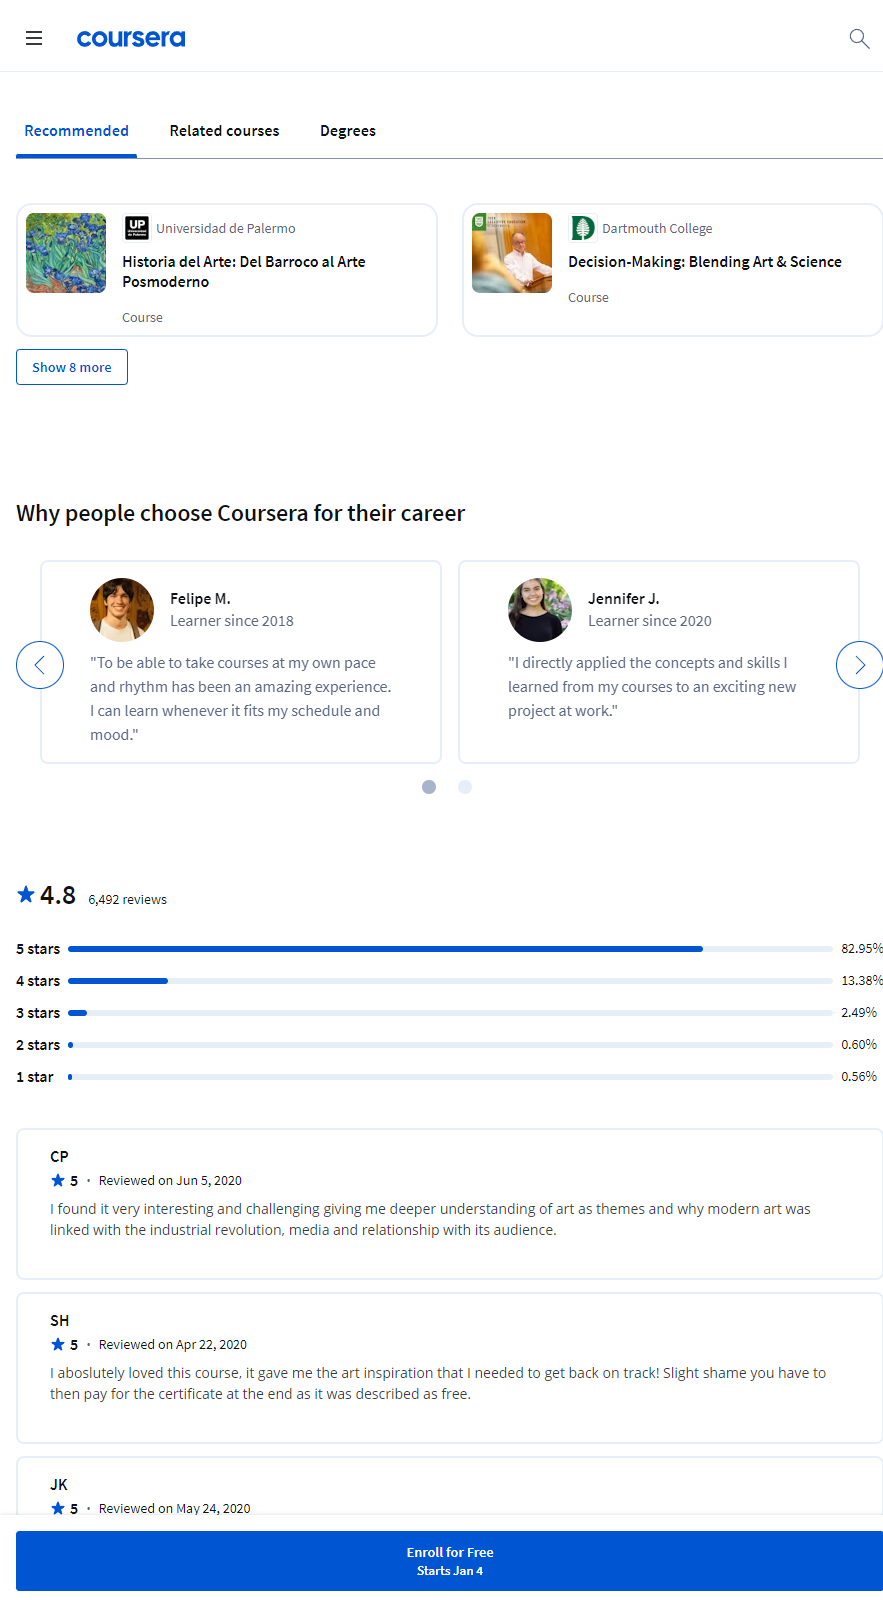 coursera
Recommended
Related courses
Degrees
UP
Universidad de Palermo
Historia del Arte: Del Barroco al Arte
Posmoderno
Course
Dartmouth College
Decision-Making: Blending Art & Science
Course
Show 8 more
Why people choose Coursera for their career
Felipe M.
Learner since 2018
"To be able to take courses at my own pace
and rhythm has been an amazing experience.
I can learn whenever it fits my schedule and
mood."
Jennifer J.
Learner since 2020
"I directly applied the concepts and skills I
learned from my courses to an exciting new
project at work."
4.8 6,492 reviews
5 stars 82.95%
4 stars 13.38%
3 stars 2.49%
2 stars 0.60%
1 star 0.56%
CP
5 · Reviewed on Jun 5, 2020
I found it very interesting and challenging giving me deeper understanding of art as themes and why modern art was
linked with the industrial revolution, media and relationship with its audience.
SH
5 · Reviewed on Apr 22, 2020
I aboslutely loved this course, it gave me the art inspiration that I needed to get back on track! Slight shame you have to
then pay for the certificate at the end as it was described as free.
JK
5 · Reviewed on May 24, 2020
Enroll for Free
Starts Jan 4